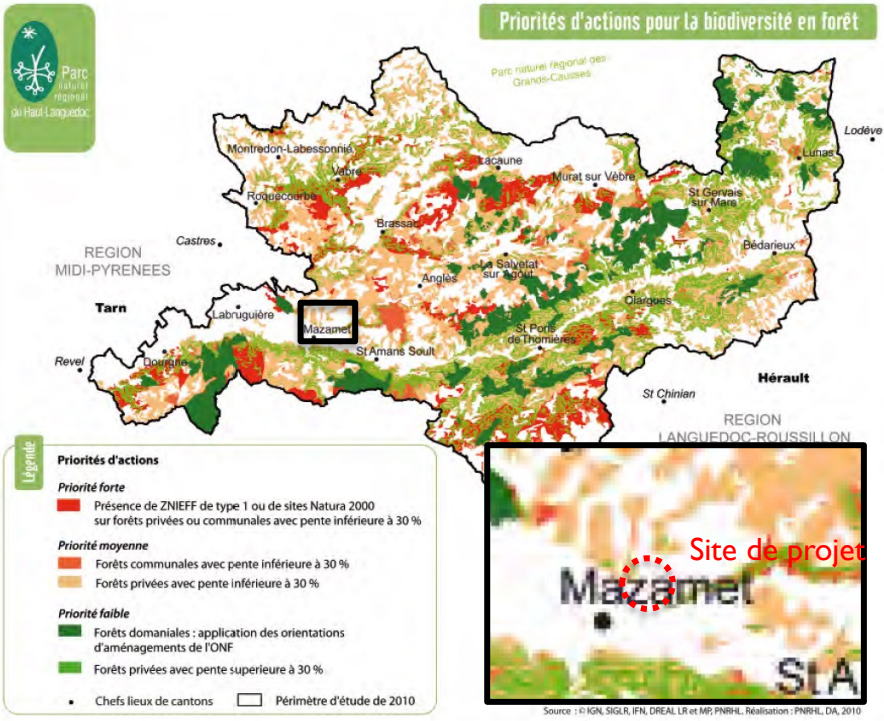 Priorités d'actions pour la biodiversité en forêt
Parc
naturel
régional
du Haut-Languedoc
Parc naturel régional des
Grands-Causses
Lodève
Lunas
Montredon-Labessonnié
Vabre
Lacaune
Murat sur Vèbre
Roquecourbe
St Gervais
sur Mare
Brassac
Castres
Bédarieux
REGION
MIDI-PYRENEES
La Salvetat
sur Agout
Anglès
Olargues
Tarn
Labruguière
Mazamet
St Pons
de Thomières
St Amans Soult
Revel
Dourgne
Hérault
St Chinian
REGION
LANGUEDOC-ROUSSILLON
Légende
Priorités d'actions
Priorité forte
Présence de ZNIEFF de type 1 ou de sites Natura 2000
sur forêts privées ou communales avec pente inférieure à 30 %
Priorité moyenne
Forêts communales avec pente inférieure à 30 %
Forêts privées avec pente inférieure à 30 %
Priorité faible
Forêts domaniales : application des orientations
d'aménagements de l'ONF
Forêts privées avec pente superieure à 30 %
Chefs lieux de cantons
Périmètre d'étude de 2010
Site de projet
Mazamet
St A
Source : © IGN, SIGLR, IFN, DREAL LR et MP, PNRHL. Réalisation : PNRHL, DA, 2010